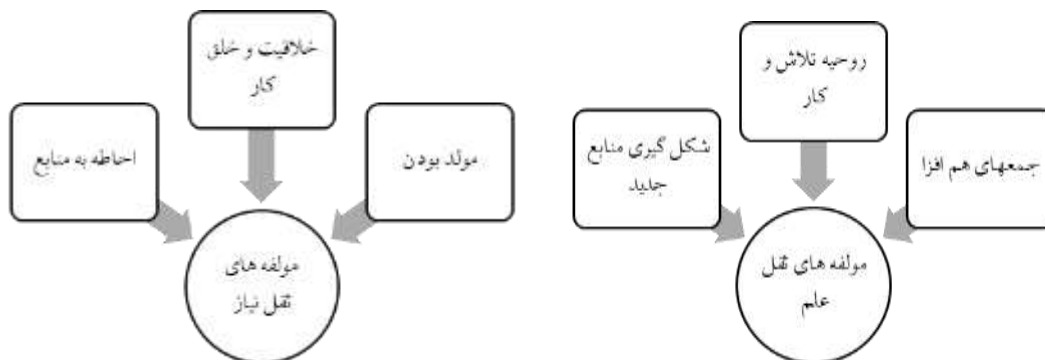 روحیه تلاش و
کار
جمعهای هم افزا
شکل گیری منابع
جدید
مولفه های ثقل
علم
خلاقیت و خلق
کار
مولد بودن
احاطه به منابع
مولفه های
ثقل نیاز